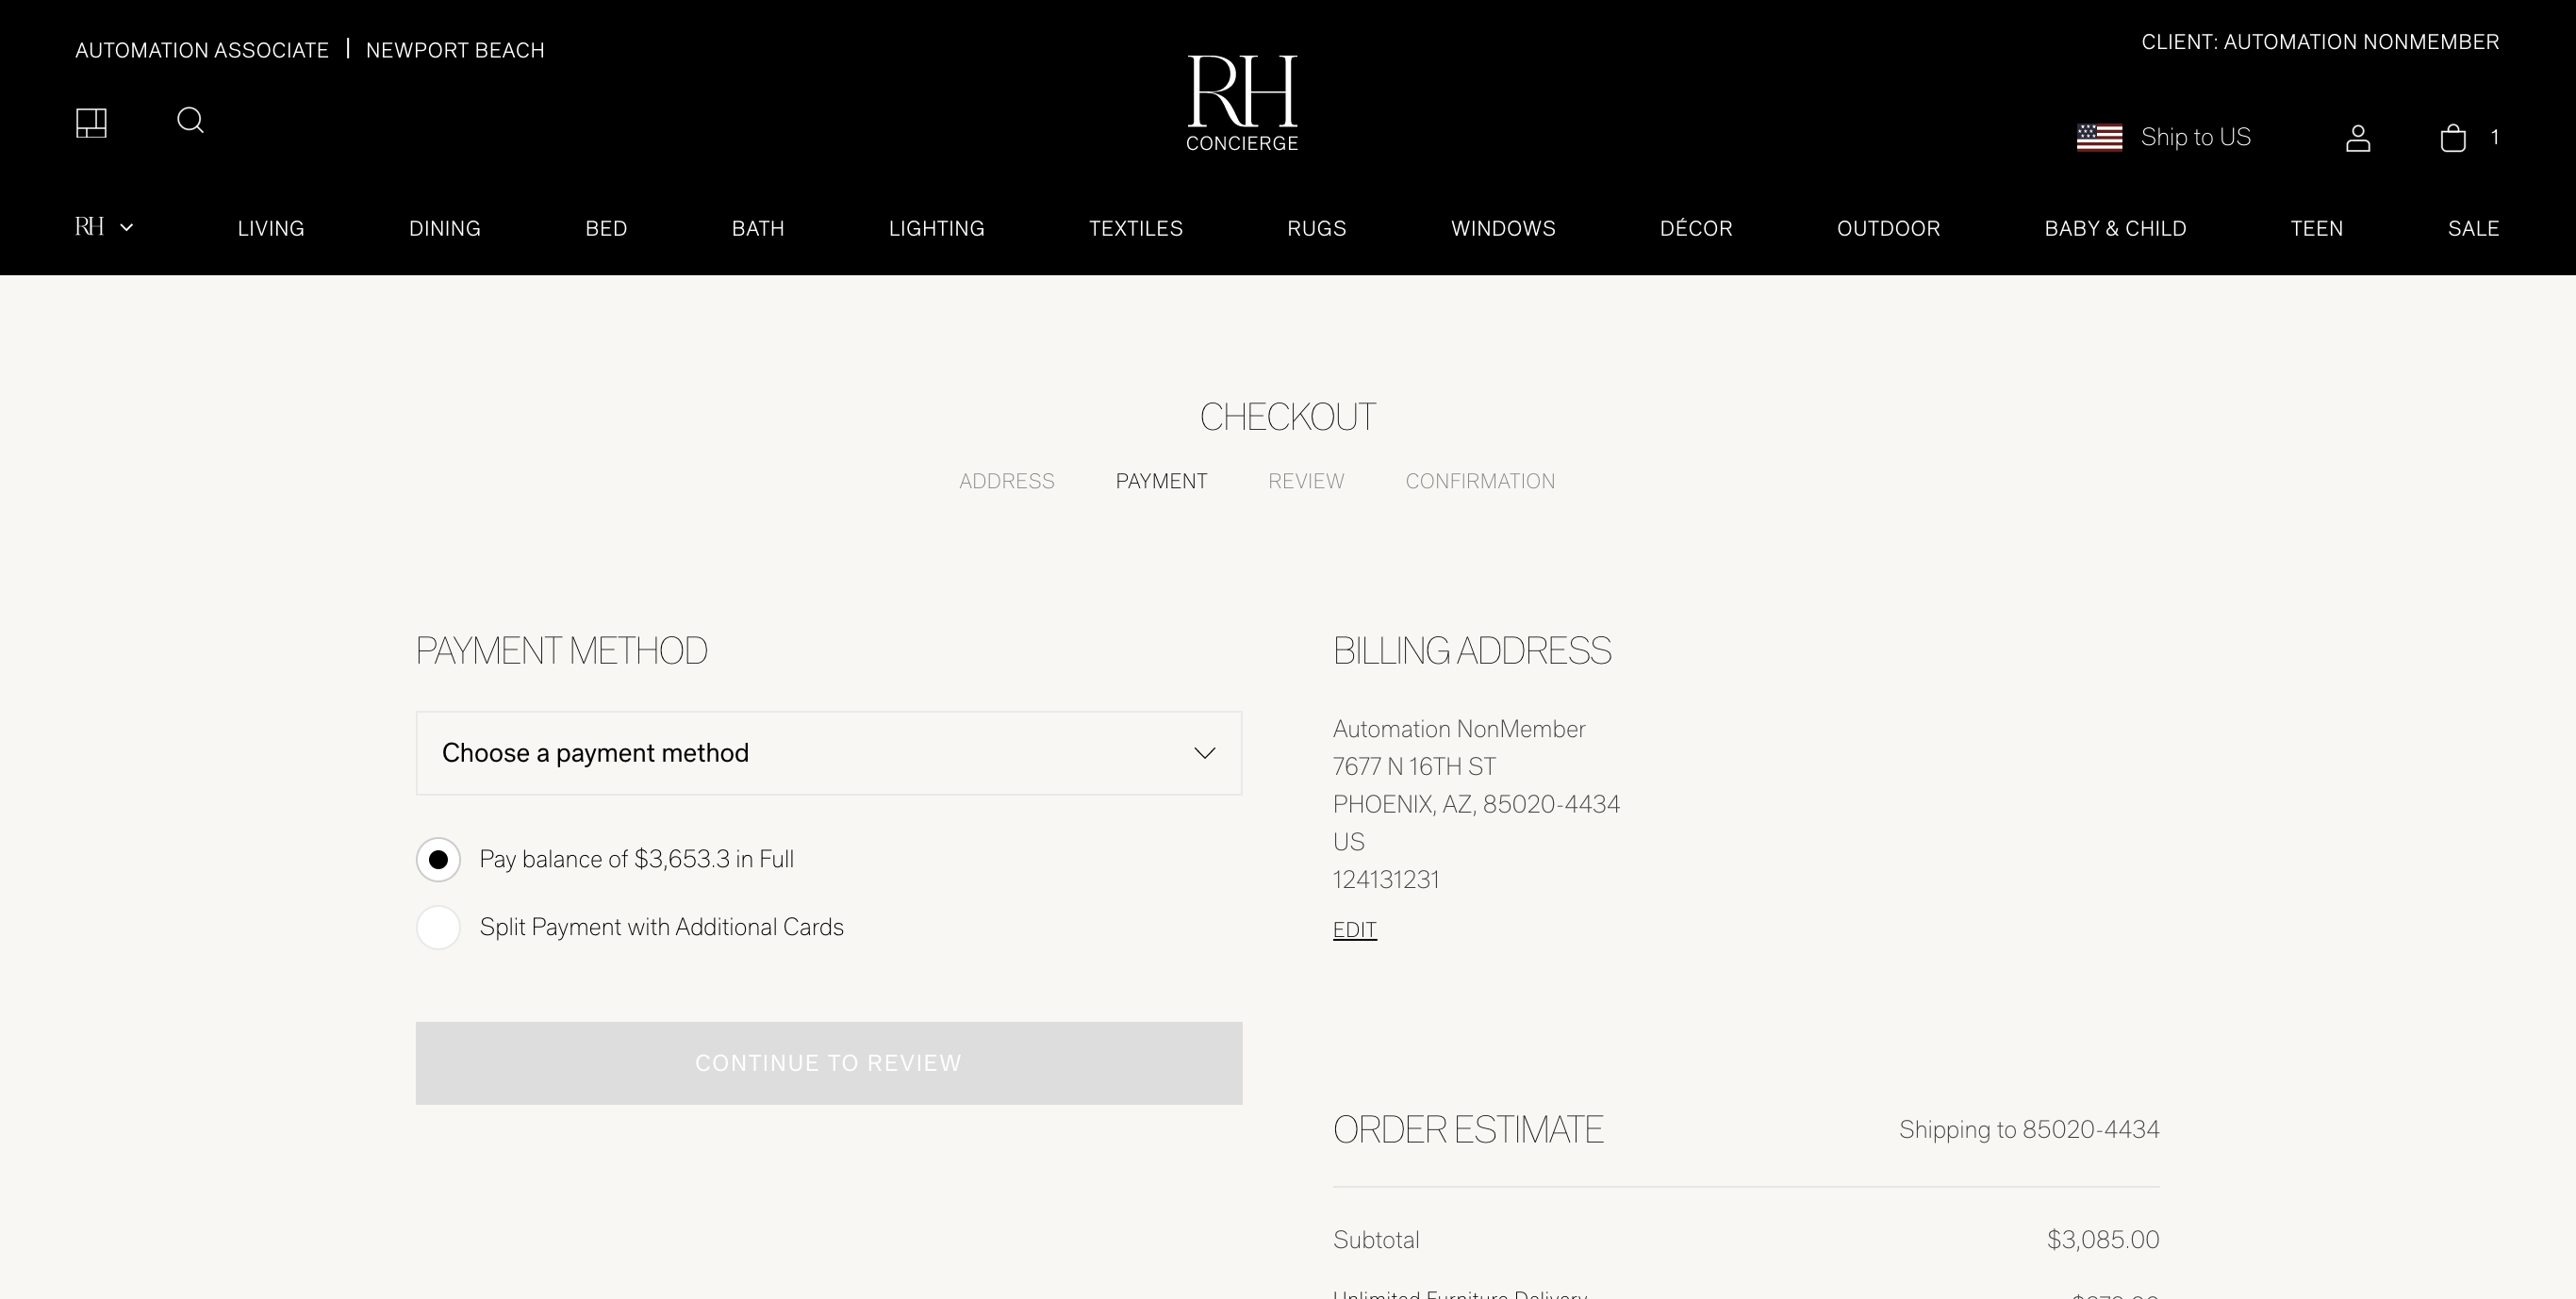 AUTOMATION ASSOCIATE | NEWPORT BEACH
CLIENT: AUTOMATION NONMEMBER
RH
CONCIERGE
Ship to US
1
RH
LIVING
DINING
BED
BATH
LIGHTING
TEXTILES
RUGS
WINDOWS
DÉCOR
OUTDOOR
BABY & CHILD
TEEN
SALE
CHECKOUT
ADDRESS
PAYMENT
REVIEW
CONFIRMATION
PAYMENT METHOD
Choose a payment method
Pay balance of $3,653.3 in Full
Split Payment with Additional Cards
CONTINUE TO REVIEW
BILLING ADDRESS
Automation NonMember
7677 N 16TH ST
PHOENIX, AZ, 85020-4434
US
124131231
EDIT
ORDER ESTIMATE
Shipping to 85020-4434
Subtotal
$3,085.00
Unlimited Furniture Delivery